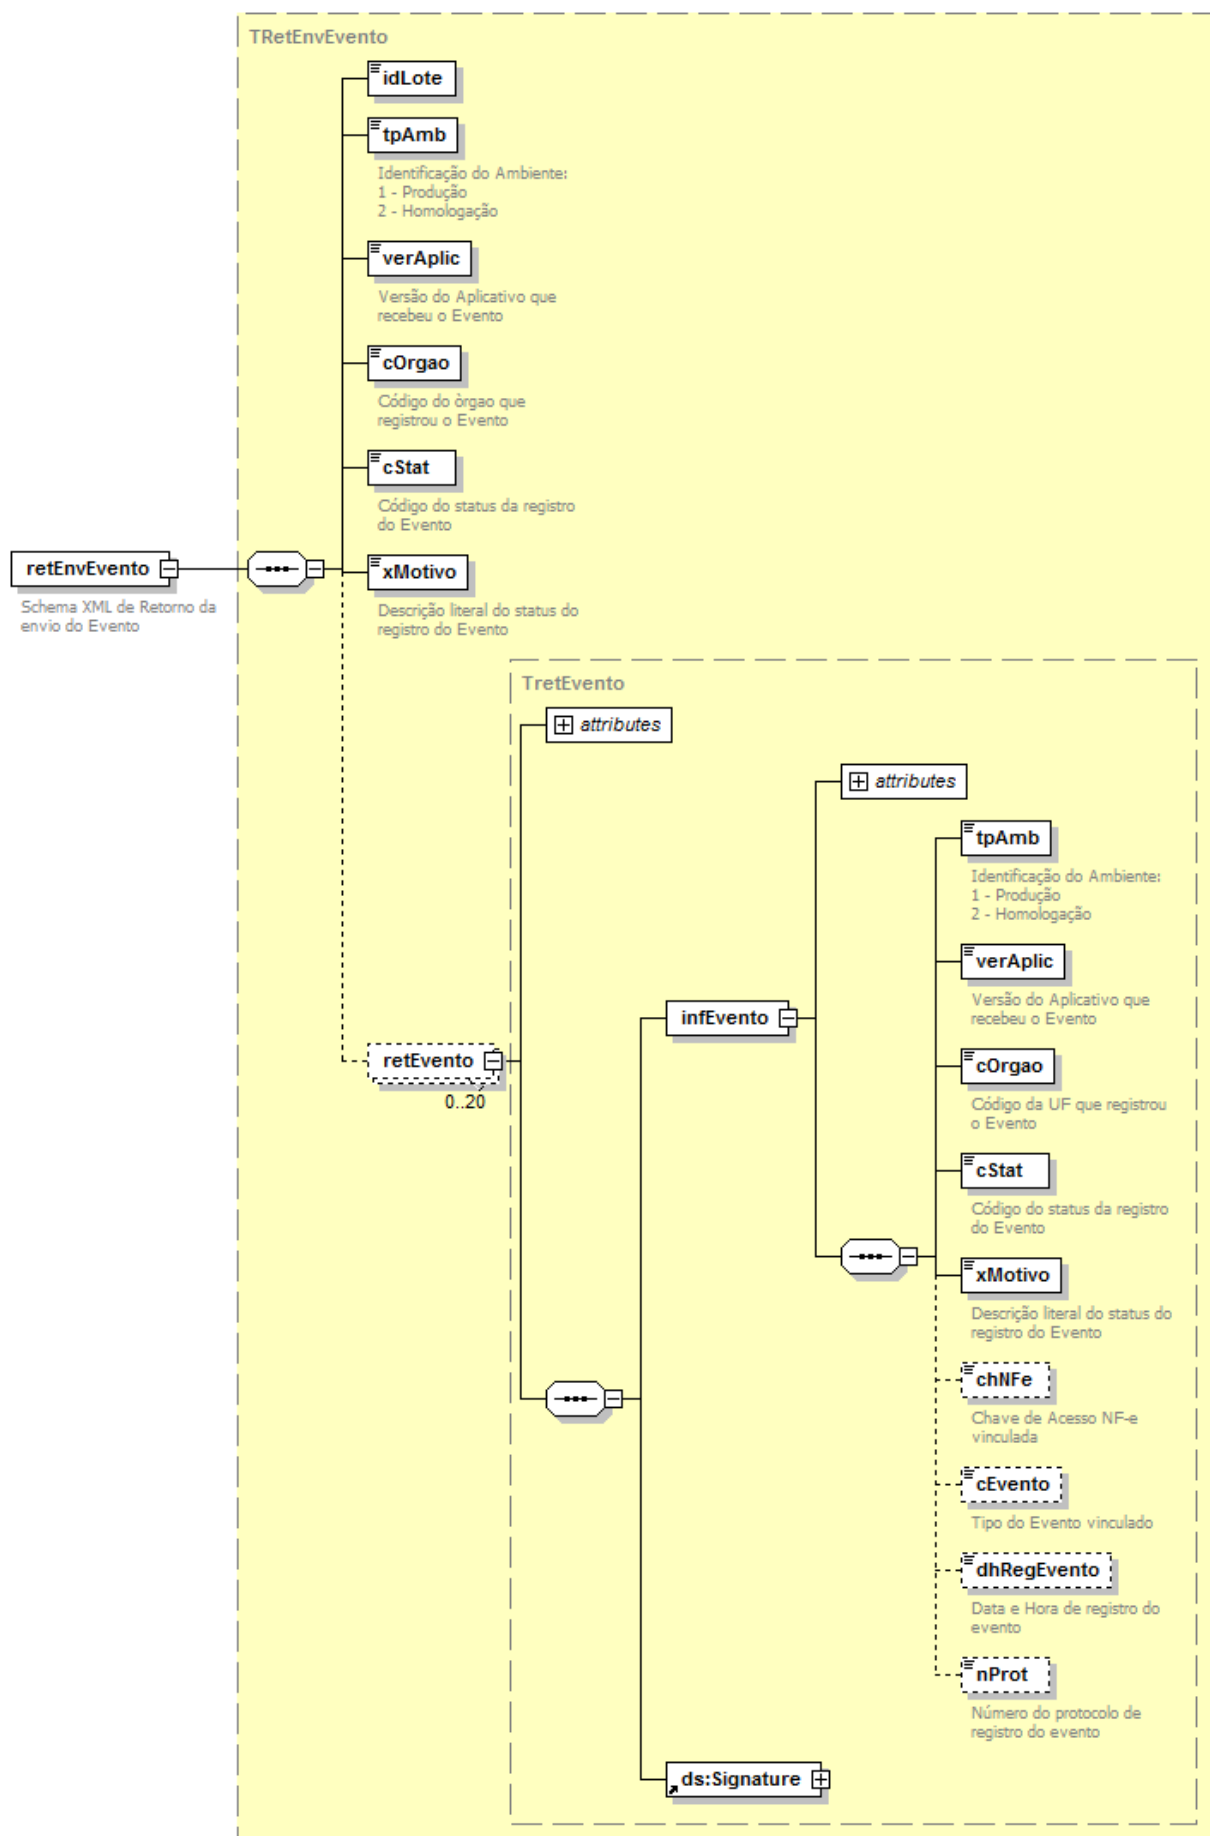 TRetEnvEvento
idLote
tpAmb
Identificação do Ambiente:
1 - Produção
2 - Homologação
verAplic
Versão do Aplicativo que
recebeu o Evento
cOrgao
Código do òrgao que
registrou o Evento
cStat
Código do status da registro
do Evento
retEnvEvento
Schema XML de Retorno da
envio do Evento
xMotivo
Descrição literal do status do
registro do Evento
TretEvento
attributes
attributes
tpAmb
Identificação do Ambiente:
1 - Produção
2 - Homologação
verAplic
Versão do Aplicativo que
recebeu o Evento
infEvento
retEvento
0..20
cOrgao
Código da UF que registrou
o Evento
cStat
Código do status da registro
do Evento
xMotivo
Descrição literal do status do
registro do Evento
chNFe
Chave de Acesso NF-e
vinculada
cEvento
Tipo do Evento vinculado
dhRegEvento
Data e Hora de registro do
evento
nProt
Número do protocolo de
registro do evento
ds:Signature